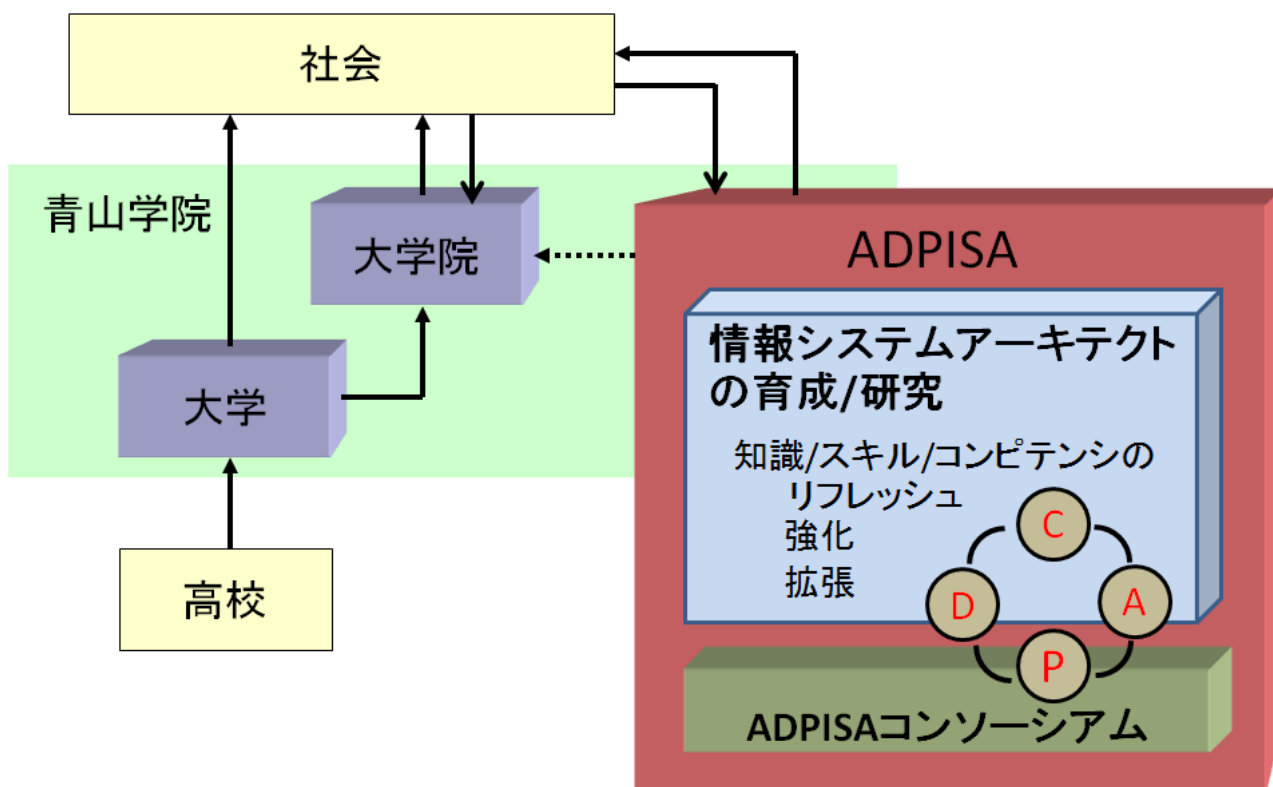 社会
青山学院
大学院
大学
高校
ADPISA
情報システムアーキテクト
の育成/研究
知識/スキル/コンピテンシの
リフレッシュ
強化
拡張
C
D
A
P
ADPISAコンソーシアム